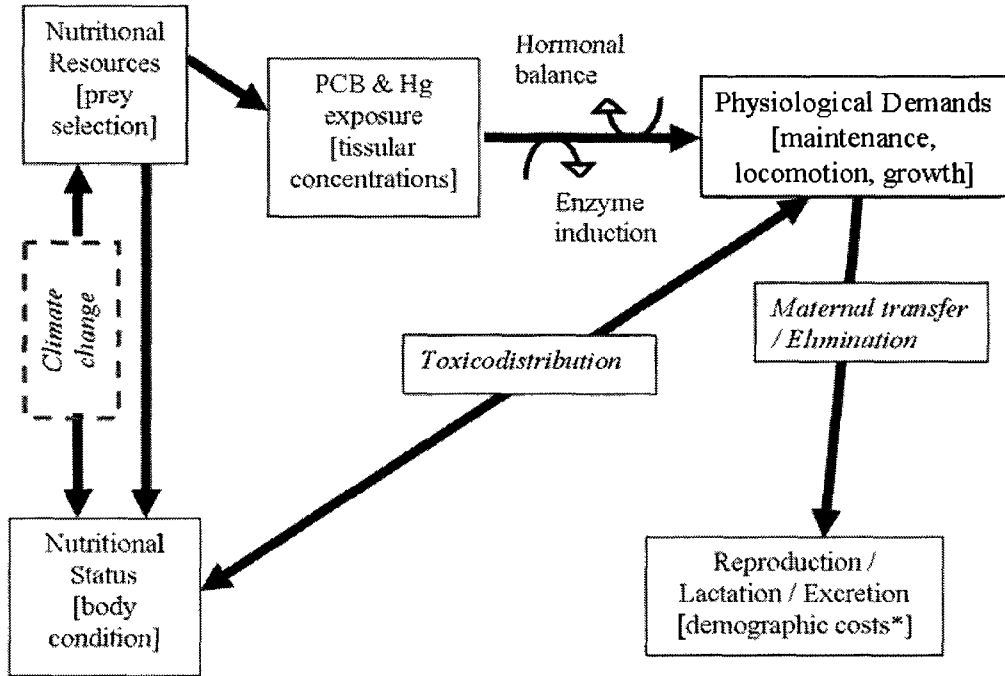 Nutritional
Resources
[prey
selection]
PCB & Hg
exposure
[tissular
concentrations]
Hormonal
balance
Enzyme
induction
Physiological Demands
[maintenance,
locomotion, growth]
Climate
change
Toxicodistribution
Maternal transfer
/ Elimination
Nutritional
Status
[body
condition]
Reproduction /
Lactation / Excretion
[demographic costs*]